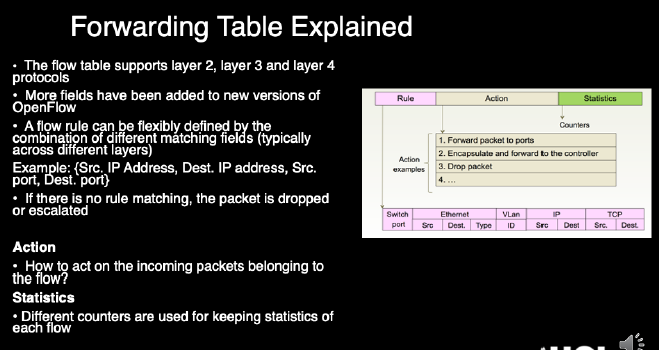 Forwarding Table Explained
• The flow table supports layer 2, layer 3 and layer 4
protocols
• More fields have been added to new versions of
OpenFlow
• A flow rule can be flexibly defined by the
combination of different matching fields (typically
across different layers)
Example: {Src. IP Address, Dest. IP address, Src.
port, Dest. port}
• If there is no rule matching, the packet is dropped
or escalated
Action
• How to act on the incoming packets belonging to
the flow?
Statistics
• Different counters are used for keeping statistics of
each flow
Rule Action Statistics
Counters
Action
examples
1. Forward packet to ports
2. Encapsulate and forward to the controller
3. Drop packet
4. ...
Switch
port
Ethernet VLan IP TCP
Src Dest. Type ID Src Dest Src. Dest.